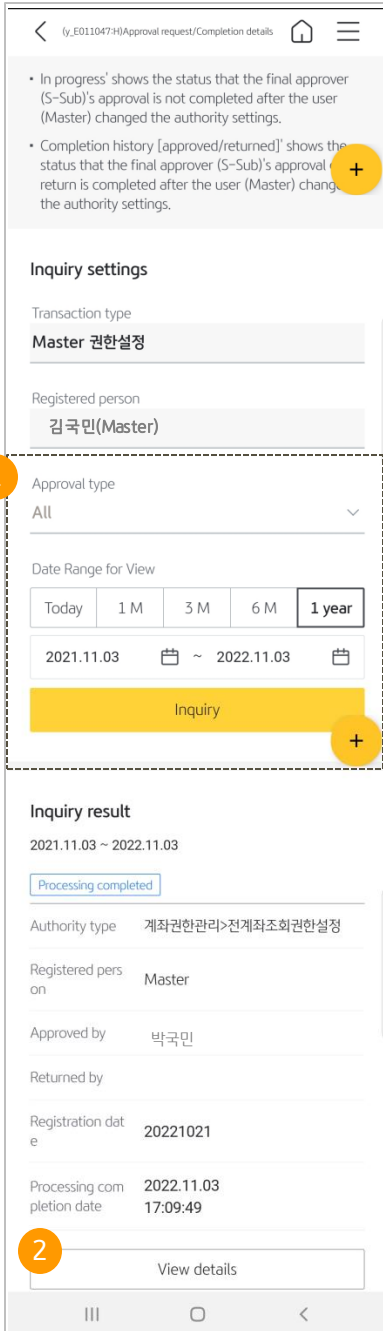 (y_E011047:H)Approval request/Completion details
• In progress' shows the status that the final approver
(S-Sub)'s approval is not completed after the user
(Master) changed the authority settings.
• Completion history [approved/returned]' shows the
status that the final approver (S-Sub)'s approval
return is completed after the user (Master)
the authority settings.
+
Inquiry settings
Transaction type
Master 권한설정
Registered person
김국민(Master)
Approval type
All
Date Range for View
Today 1 M 3 M 6 M 1 year
2021.11.03 ~ 2022.11.03
Inquiry
+
Inquiry result
2021.11.03 ~ 2022.11.03
Processing completed
Authority type 계좌권한관리>전계좌조회권한설정
Registered pers
on
Master
Approved by 박국민
Returned by
Registration dat
e
20221021
Processing com
pletion date
2022.11.03
17:09:49
2
View details